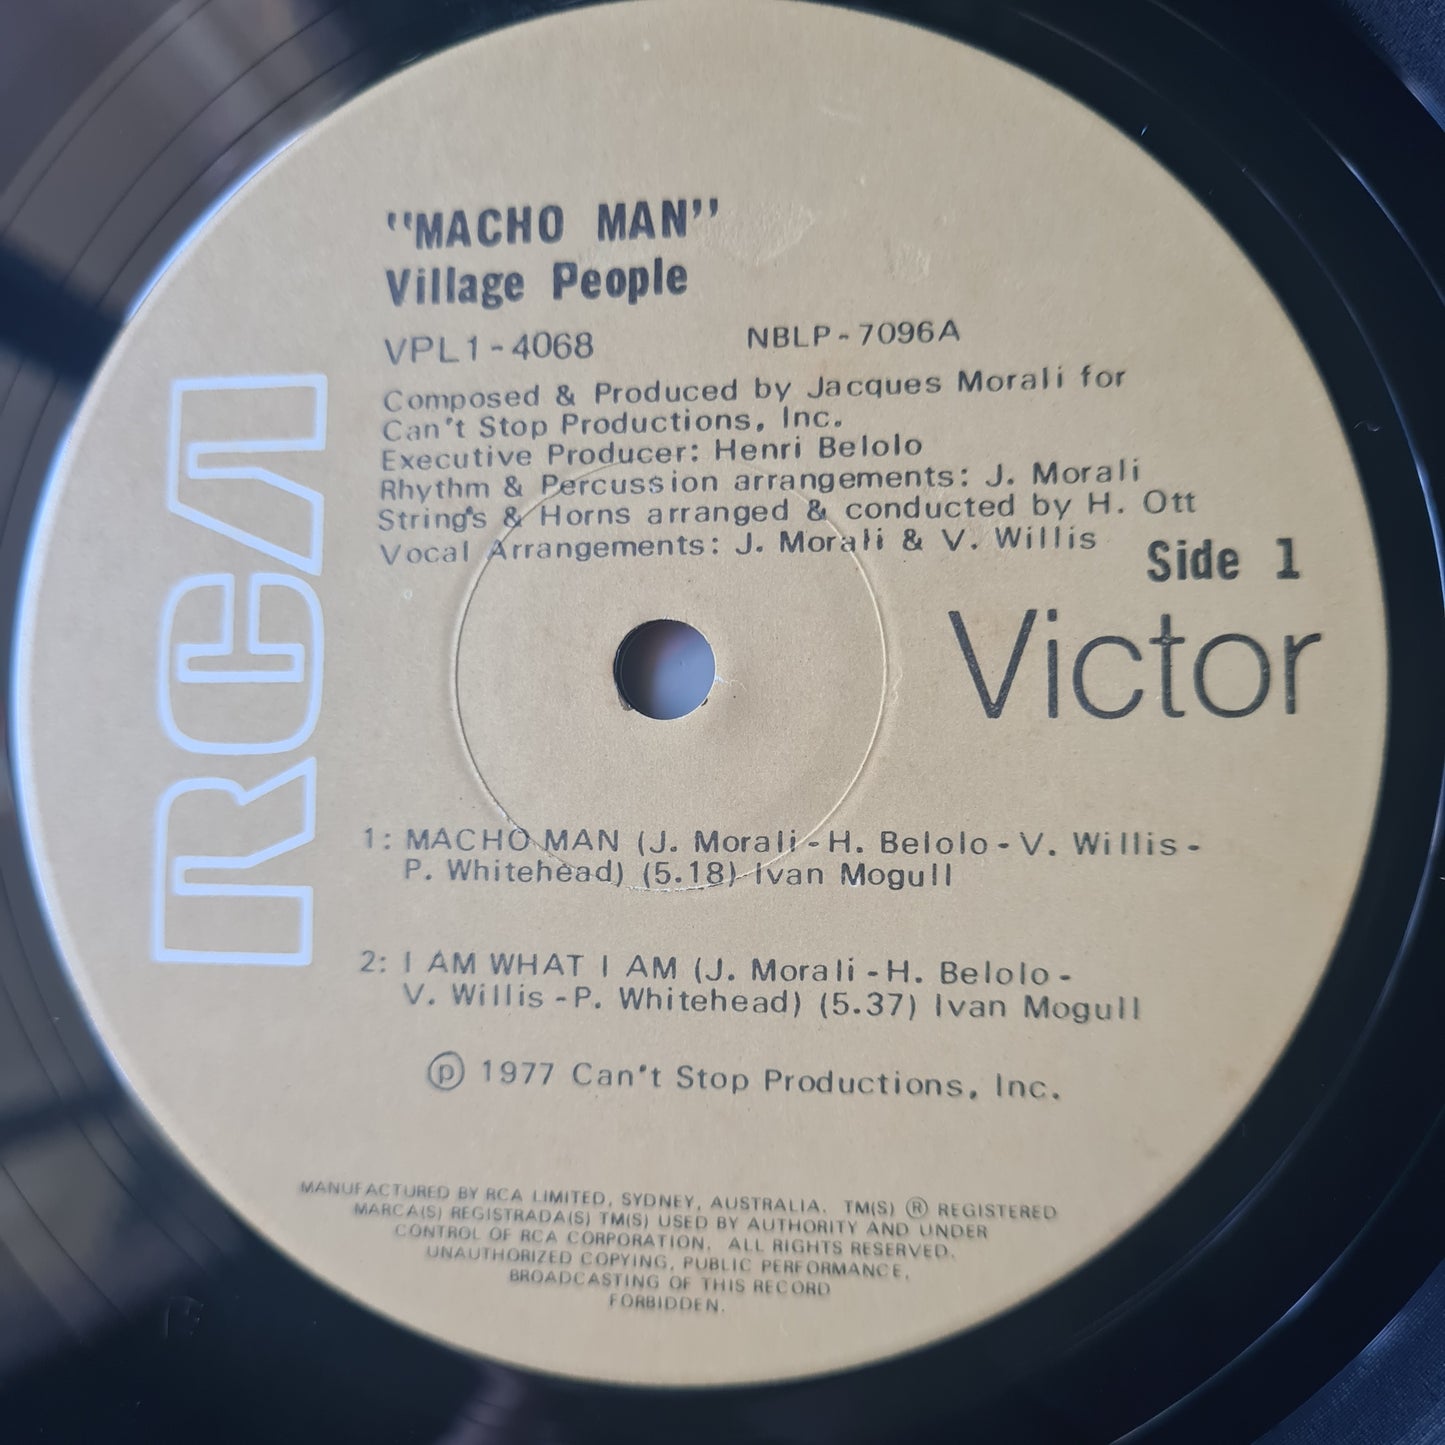 "MACHO MAN"
Village People
VPL1-4068 NBLP-7096A
Composed & Produced by Jacques Morali for
Can't Stop Productions, Inc.
Executive Producer: Henri Belolo
Rhythm & Percussion arrangements: J. Morali
String's & Horns arranged & conducted by H. Ott
Vocal Arrangements: J. Morali & V. Willis
Side 1
RCA
Victor
1: MACHO MAN (J. Morali-H. Belolo-V. Willis-
P. Whitehead) (5.18) Ivan Mogull
2: I AM WHAT I AM (J. Morali-H. Belolo-
V. Willis-P. Whitehead) (5.37) Ivan Mogull
℗ 1977 Can't Stop Productions, Inc.
MANUFACTURED BY RCA LIMITED, SYDNEY, AUSTRALIA. TM(S) ® REGISTERED
MARCA(S) REGISTRADA(S) TM(S) USED BY AUTHORITY AND UNDER
CONTROL OF RCA CORPORATION. ALL RIGHTS RESERVED.
UNAUTHORIZED COPYING, PUBLIC PERFORMANCE,
BROADCASTING OF THIS RECORD
FORBIDDEN.